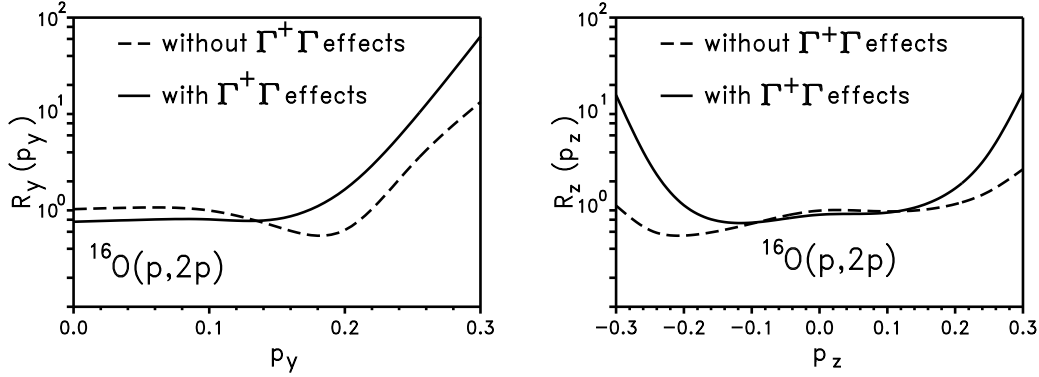 10²
10¹
10⁰
R_y (p_y)
without Γ⁺Γ effects
with Γ⁺Γ effects
¹⁶O(p,2p)
0.0 0.1 0.2 0.3
p_y
10²
10¹
10⁰
R_z (p_z)
without Γ⁺Γ effects
with Γ⁺Γ effects
¹⁶O(p,2p)
−0.3 −0.2 −0.1 0.0 0.1 0.2 0.3
p_z